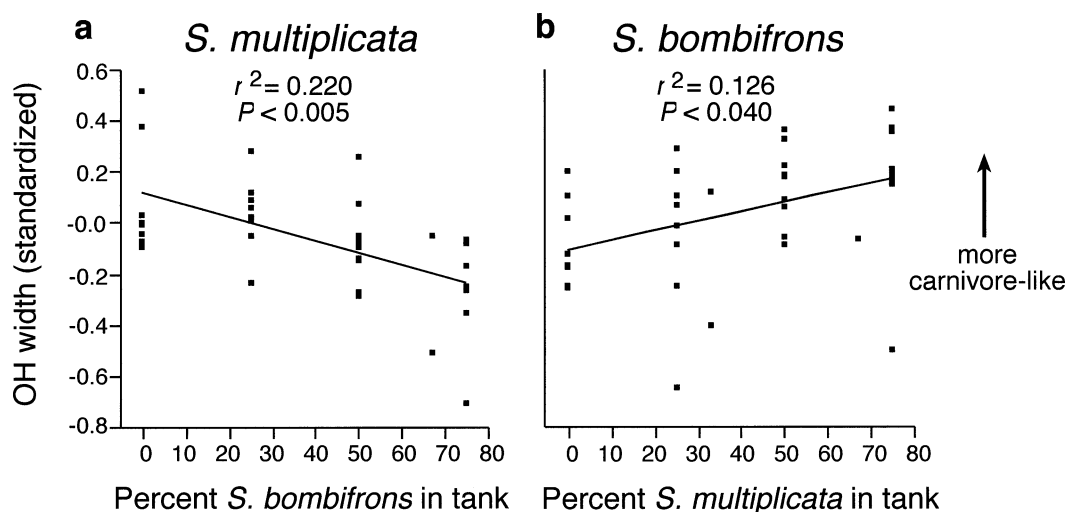 a
S. multiplicata
b
S. bombifrons
r 2 = 0.220
P < 0.005
r 2 = 0.126
P < 0.040
OH width (standardized)
0.6
0.4
0.2
-0.0
-0.2
-0.4
-0.6
-0.8
0 10 20 30 40 50 60 70 80
0 10 20 30 40 50 60 70 80
more
carnivore-like
Percent S. bombifrons in tank
Percent S. multiplicata in tank